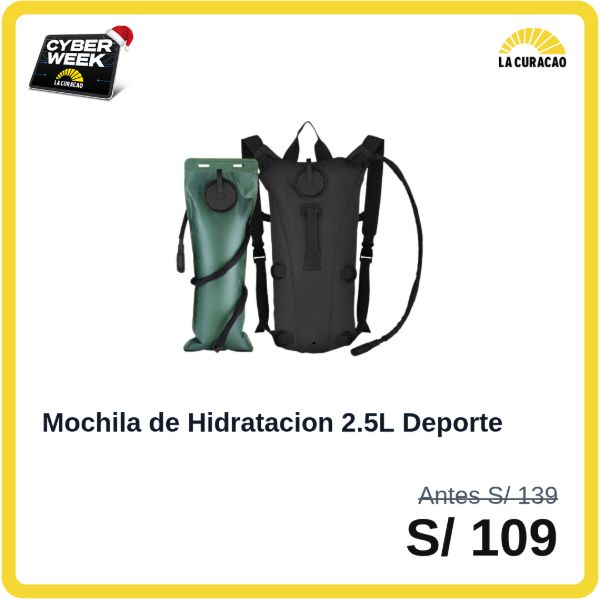 CYBER
WEEK
LA CURACAO
LA CURACAO
Mochila de Hidratacion 2.5L Deporte
Antes S/ 139
S/ 109